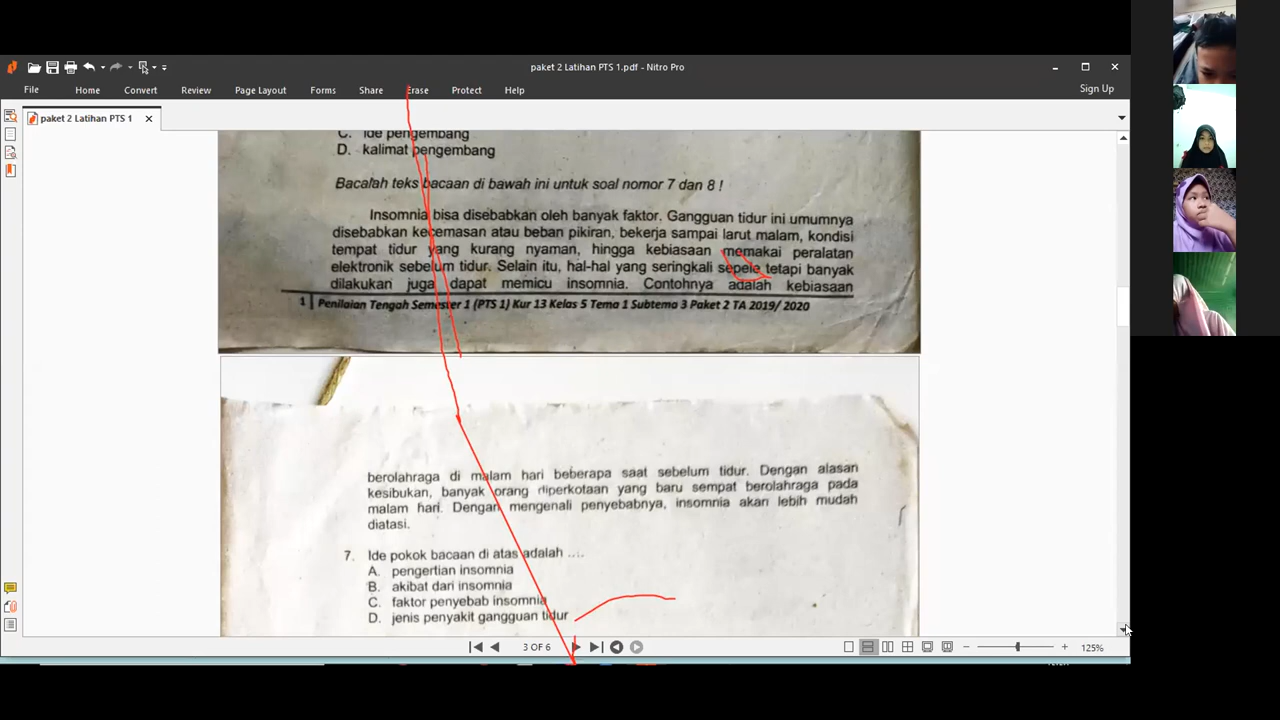 paket 2 Latihan PTS 1.pdf - Nitro Pro
File Home Convert Review Page Layout Forms Share Erase Protect Help Sign Up
paket 2 Latihan PTS 1
C. ide pengembang
D. kalimat pengembang
Bacalah teks bacaan di bawah ini untuk soal nomor 7 dan 8 !
Insomnia bisa disebabkan oleh banyak faktor. Gangguan tidur ini umumnya
disebabkan kecemasan atau beban pikiran, bekerja sampai larut malam, kondisi
tempat tidur yang kurang nyaman, hingga kebiasaan memakai peralatan
elektronik sebelum tidur. Selain itu, hal-hal yang seringkali sepele tetapi banyak
dilakukan juga dapat memicu insomnia. Contohnya adalah kebiasaan
1 | Penilaian Tengah Semester 1 (PTS 1) Kur 13 Kelas 5 Tema 1 Subtema 3 Paket 2 TA 2019/ 2020
berolahraga di malam hari beberapa saat sebelum tidur. Dengan alasan
kesibukan, banyak orang diperkotaan yang baru sempat berolahraga pada
malam hari. Dengan mengenali penyebabnya, insomnia akan lebih mudah
diatasi.
7. Ide pokok bacaan di atas adalah ....
A. pengertian insomnia
B. akibat dari insomnia
C. faktor penyebab insomnia
D. jenis penyakit gangguan tidur
3 OF 6
125%